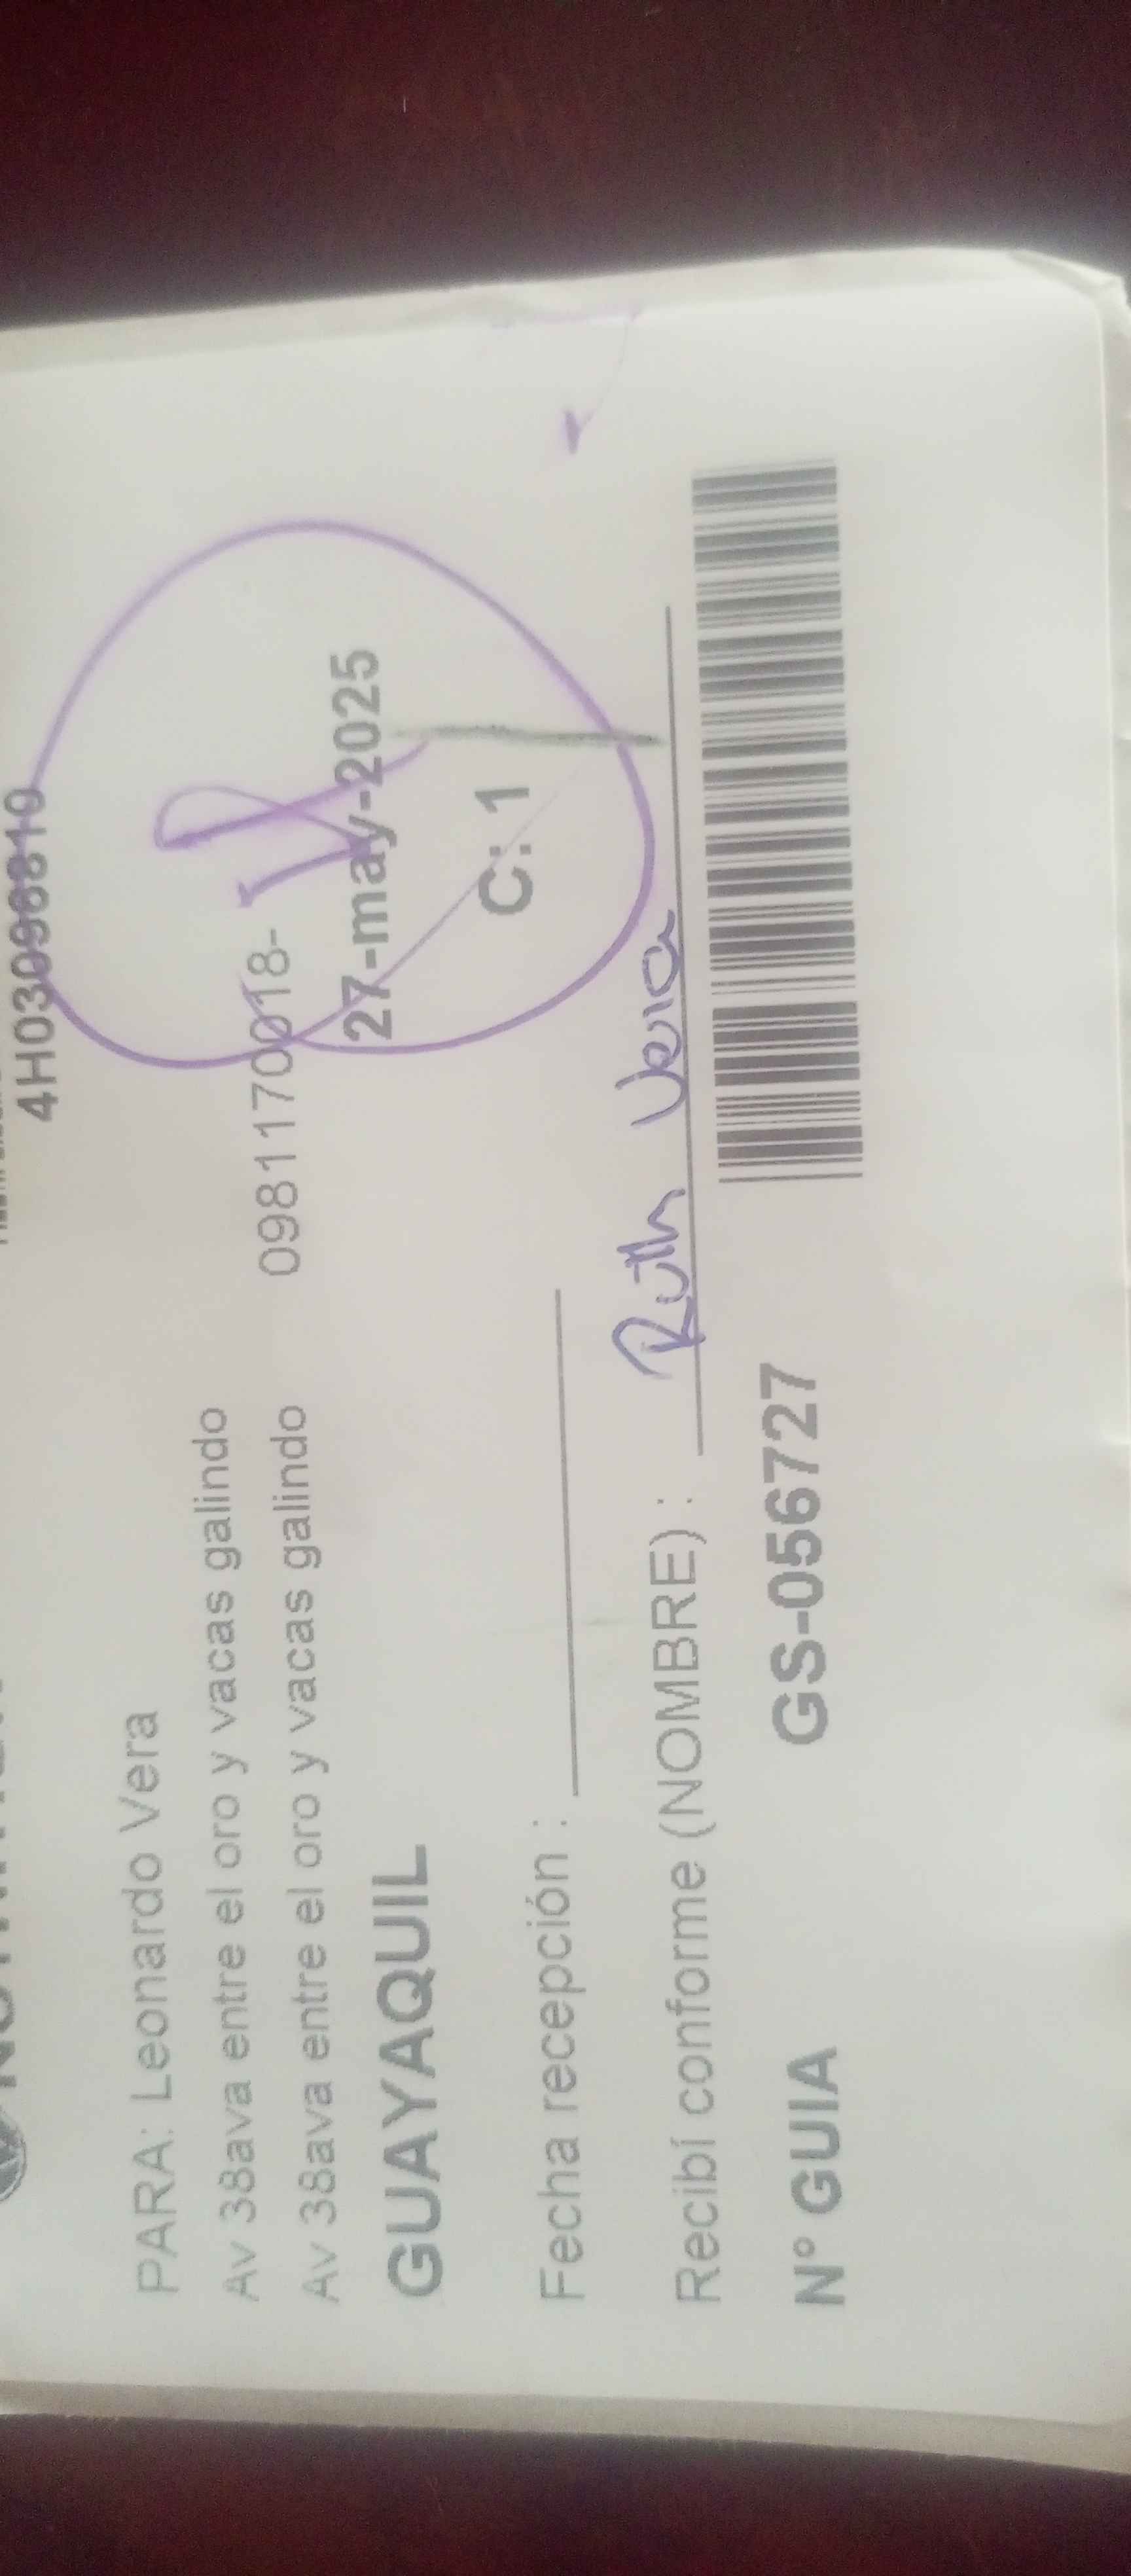 4H03098819
PARA: Leonardo Vera
Av 38ava entre el oro y vacas galindo 0981170018-
Av 38ava entre el oro y vacas galindo
27-may-2025
GUAYAQUIL
C: 1
Fecha recepción :
Recibí conforme (NOMBRE) : Ruth Vera
N° GUIA GS-056727